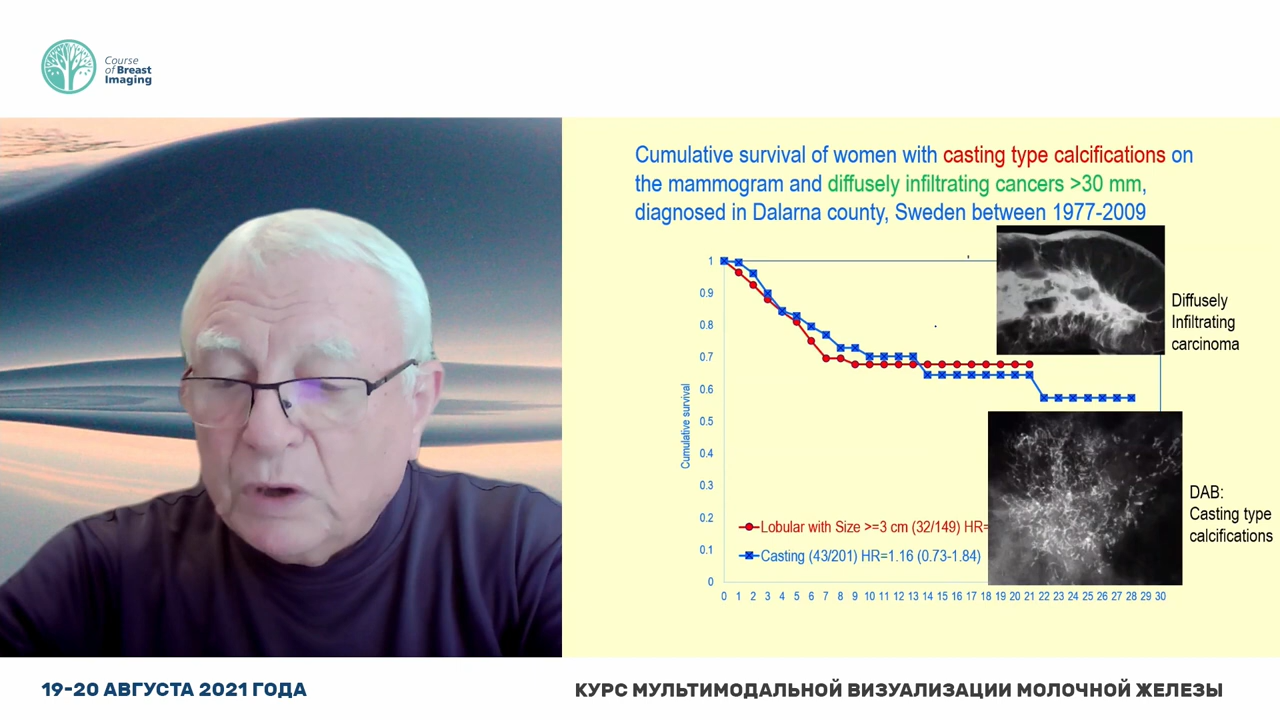 Course
of Breast
Imaging
Cumulative survival of women with casting type calcifications on
the mammogram and diffusely infiltrating cancers >30 mm,
diagnosed in Dalarna county, Sweden between 1977-2009
Diffusely
Infiltrating
carcinoma
1
0.9
0.8
0.7
0.6
0.5
0.4
0.3
0.2
0.1
0
Cumulative survival
Lobular with Size >=3 cm (32/149) HR=
Casting (43/201) HR=1.16 (0.73-1.84)
DAB:
Casting type
calcifications
0 1 2 3 4 5 6 7 8 9 10 11 12 13 14 15 16 17 18 19 20 21 22 23 24 25 26 27 28 29 30
19-20 АВГУСТА 2021 ГОДА
КУРС МУЛЬТИМОДАЛЬНОЙ ВИЗУАЛИЗАЦИИ МОЛОЧНОЙ ЖЕЛЕЗЫ